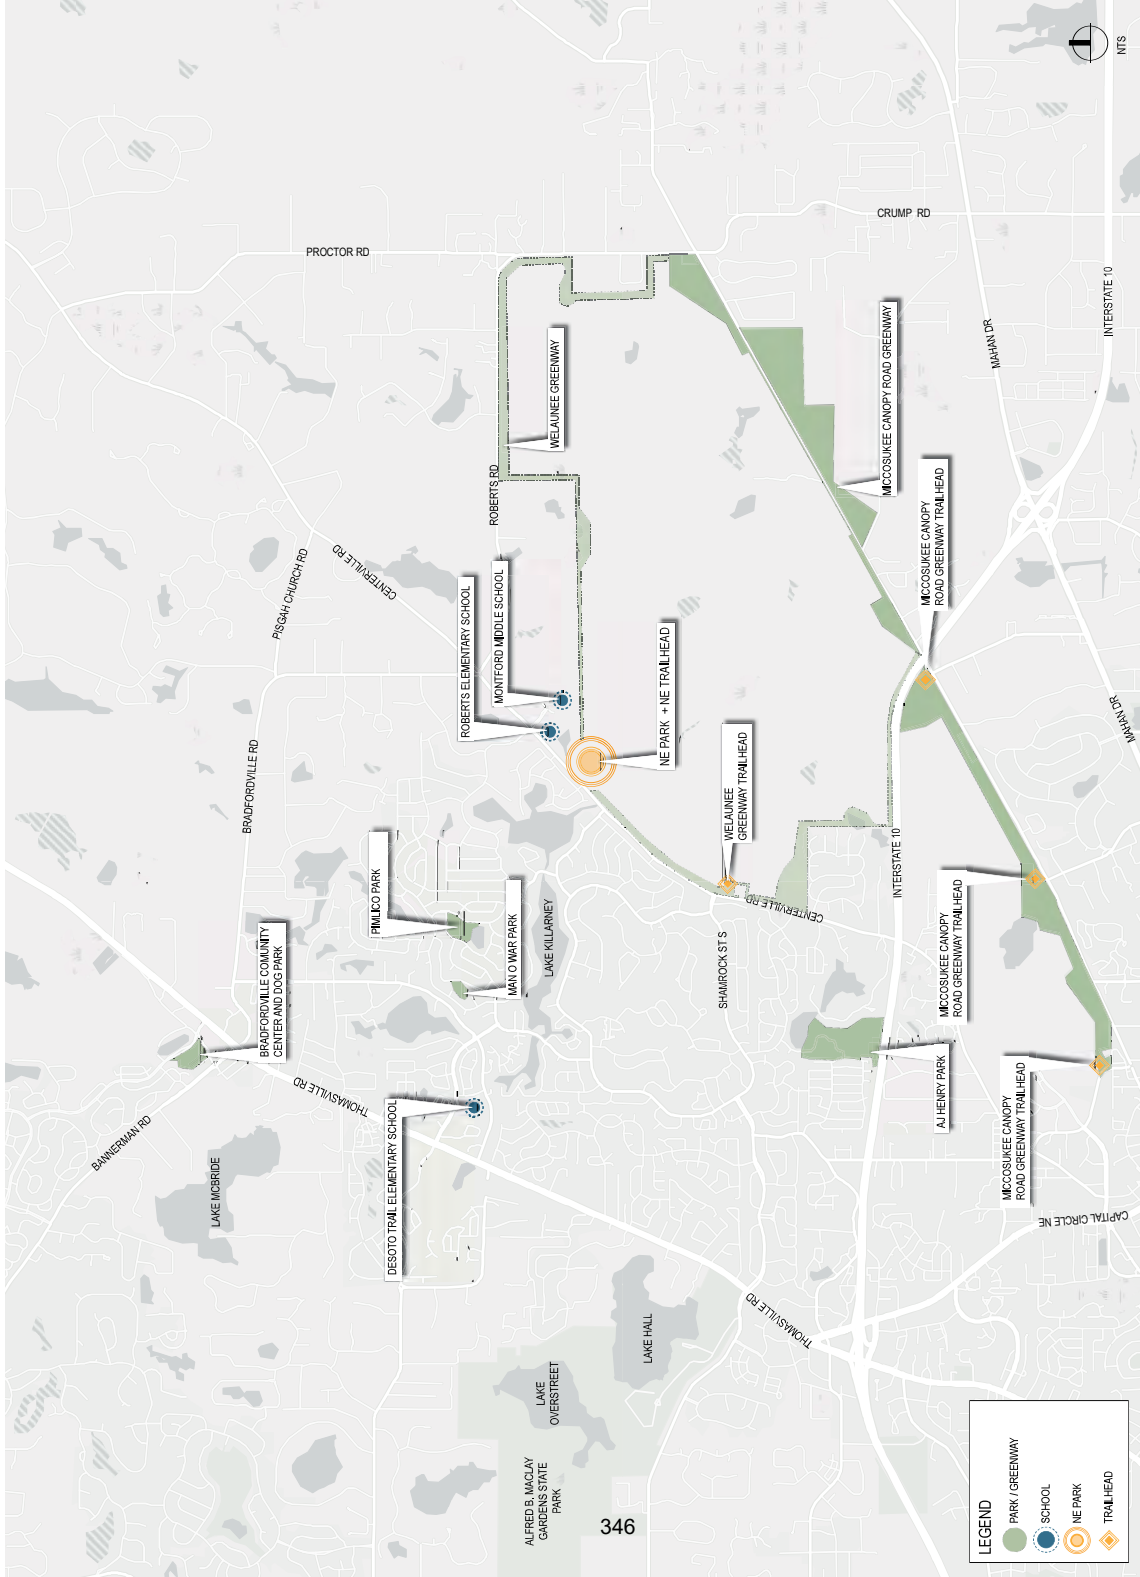 NTS
CRUMP RD
PROCTOR RD
INTERSTATE 10
MAHAN DR
WELAUNEE GREENWAY
MICCOSUKEE CANOPY ROAD GREENWAY
ROBERTS RD
CENTERVILLE RD
PISGAH CHURCH RD
MICCOSUKEE CANOPY
ROAD GREENWAY TRAILHEAD
MONTFORD MIDDLE SCHOOL
ROBERTS ELEMENTARY SCHOOL
NE PARK + NE TRAILHEAD
MAHAN DR
BRADFORDVILLE RD
WELAUNEE
GREENWAY TRAILHEAD
INTERSTATE 10
PIMLICO PARK
CENTERVILLE RD
MAN O WAR PARK
LAKE KILLARNEY
SHAMROCK ST S
MICCOSUKEE CANOPY
ROAD GREENWAY TRAILHEAD
BRADFORDVILLE COMUNITY
CENTER AND DOG PARK
AJ HENRY PARK
THOMASVILLE RD
BANNERMAN RD
DESOTO TRAIL ELEMENTARY SCHOOL
MICCOSUKEE CANOPY
ROAD GREENWAY TRAILHEAD
LAKE MCBRIDE
CAPITAL CIRCLE NE
THOMASVILLE RD
LAKE HALL
LAKE
OVERSTREET
ALFRED B. MACLAY
GARDENS STATE
PARK
346
LEGEND
PARK / GREENWAY
SCHOOL
NE PARK
TRAILHEAD